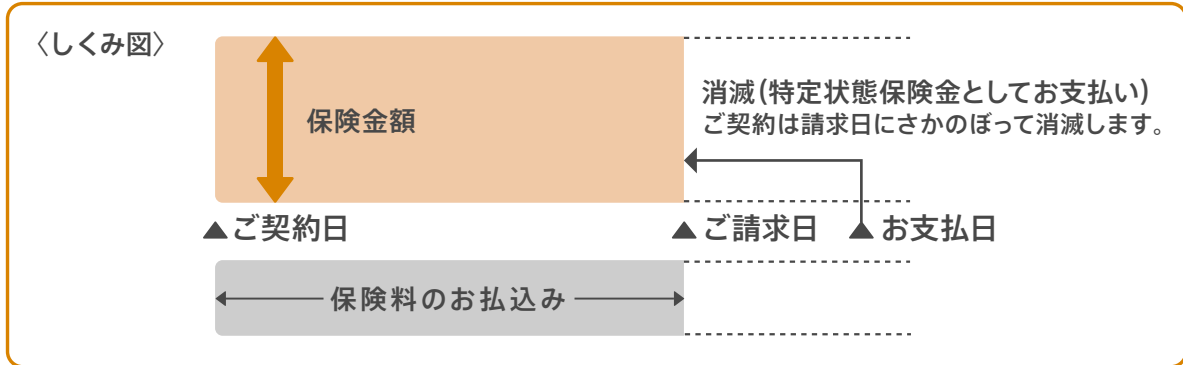 〈しくみ図〉
保険金額
消滅(特定状態保険金としてお支払い)
ご契約は請求日にさかのぼって消滅します。
▲ご契約日
▲ご請求日
▲お支払日
保険料のお払込み